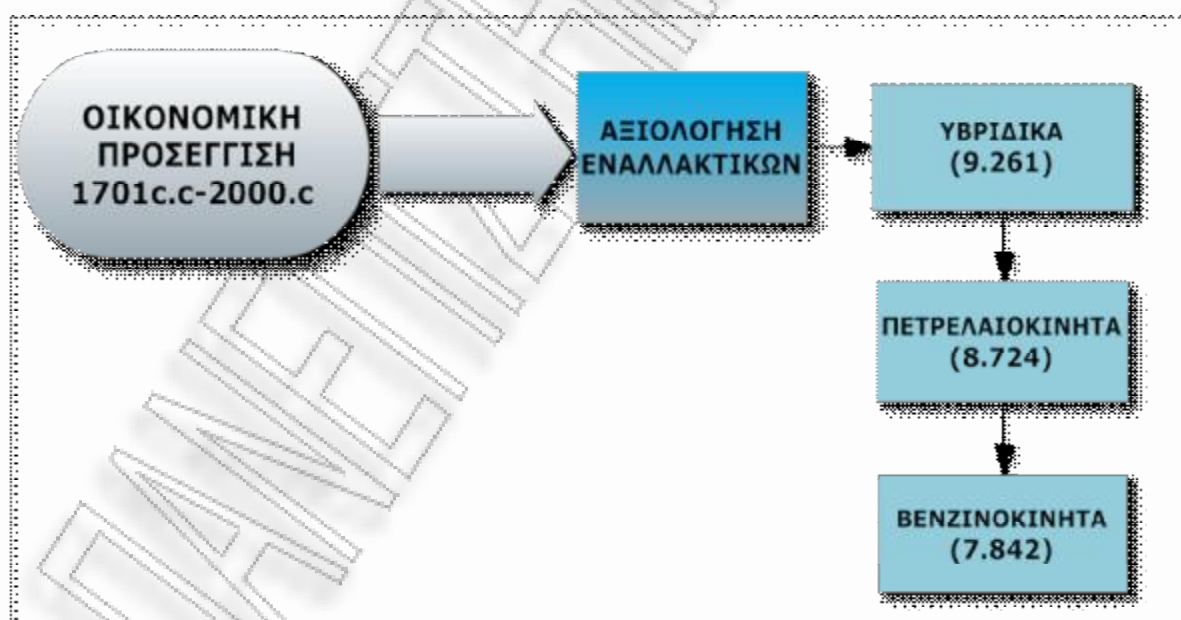 ΟΙΚΟΝΟΜΙΚΗ
ΠΡΟΣΕΓΓΙΣΗ
1701c.c-2000.c
ΑΞΙΟΛΟΓΗΣΗ
ΕΝΑΛΛΑΚΤΙΚΩΝ
ΥΒΡΙΔΙΚΑ
(9.261)
ΠΕΤΡΕΛΑΙΟΚΙΝΗΤΑ
(8.724)
ΒΕΝΖΙΝΟΚΙΝΗΤΑ
(7.842)